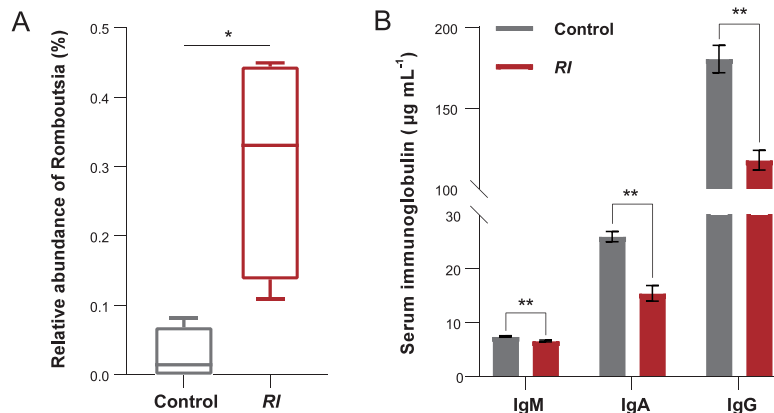 A
Relative abundance of Romboutsia (%)
0.5
0.4
0.3
0.2
0.1
0.0
*
Control
RI
B
Serum immunoglobulin ( μg mL⁻¹)
200
150
100
30
20
10
0
Control
RI
**
**
**
IgM
IgA
IgG